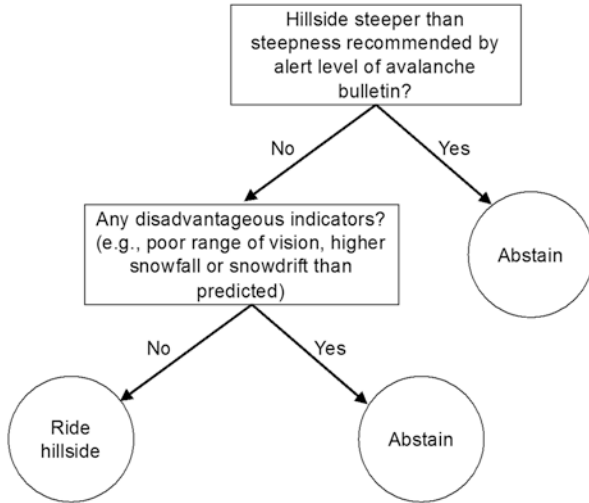 Hillside steeper than
steepness recommended by
alert level of avalanche
bulletin?
No
Yes
Any disadvantageous indicators?
(e.g., poor range of vision, higher
snowfall or snowdrift than
predicted)
Abstain
No
Yes
Ride
hillside
Abstain